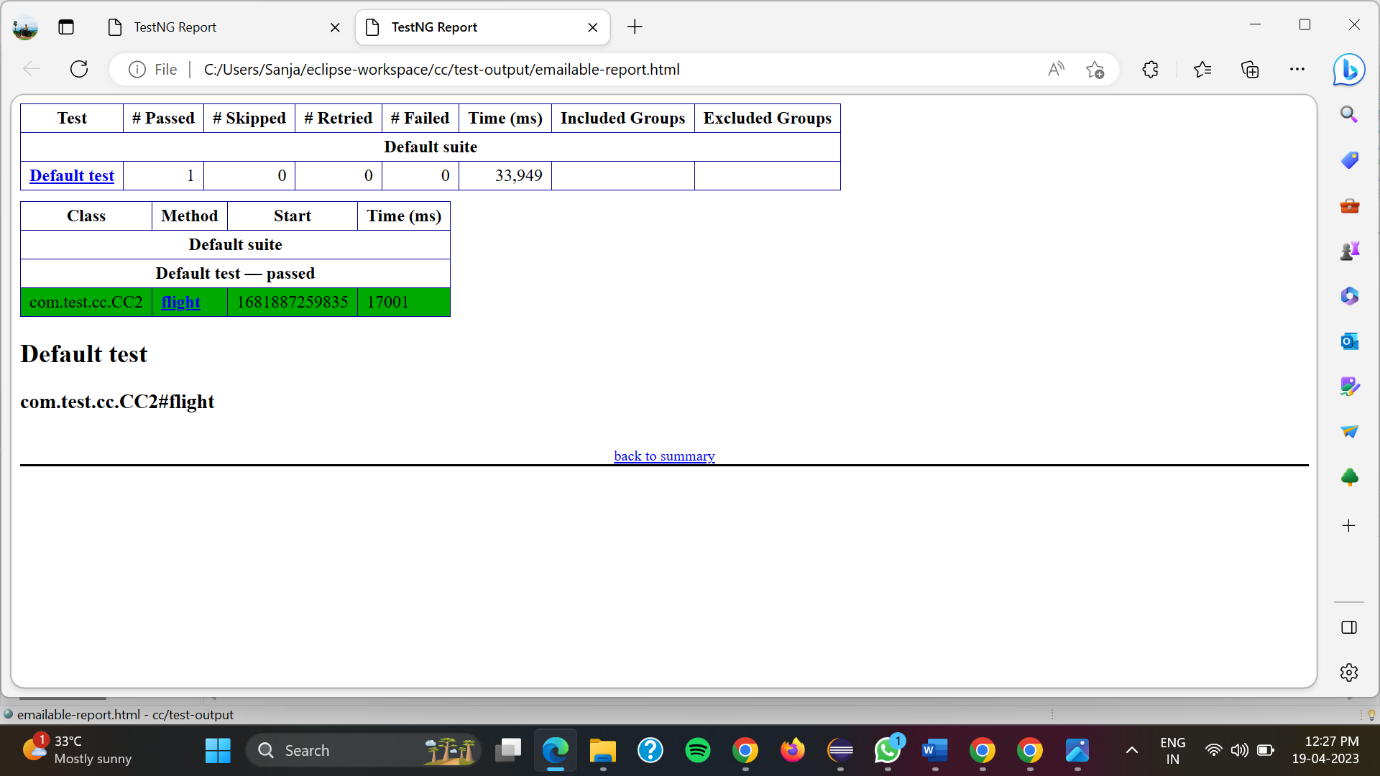 TestNG Report
TestNG Report
File
C:/Users/Sanja/eclipse-workspace/cc/test-output/emailable-report.html
Test # Passed # Skipped # Retried # Failed Time (ms) Included Groups Excluded Groups
Default suite
Default test 1 0 0 0 33,949
Class Method Start Time (ms)
Default suite
Default test — passed
com.test.cc.CC2 flight 1681887259835 17001
Default test
com.test.cc.CC2#flight
back to summary
emailable-report.html - cc/test-output
1
33°C
Mostly sunny
Search
1
ENG
IN
12:27 PM
19-04-2023